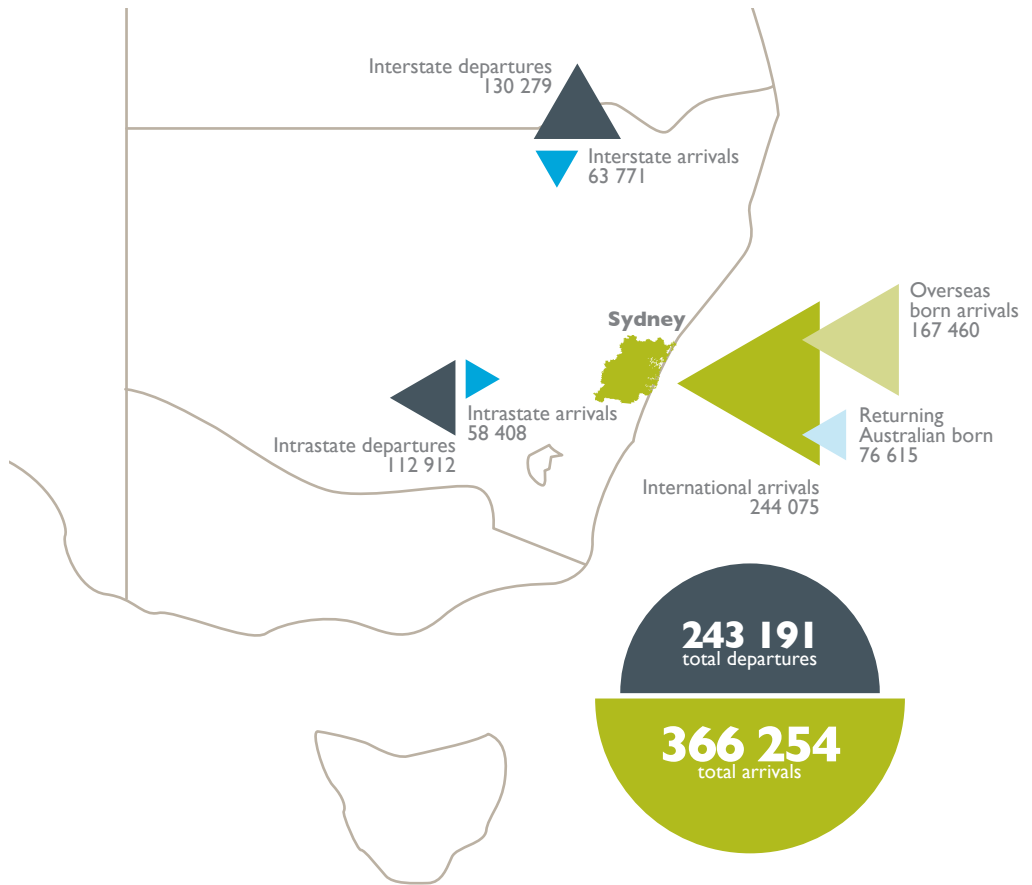 Interstate departures
130 279
Interstate arrivals
63 771
Overseas
born arrivals
167 460
Sydney
Intrastate arrivals
58 408
Intrastate departures
112 912
Returning
Australian born
76 615
International arrivals
244 075
243 191
total departures
366 254
total arrivals